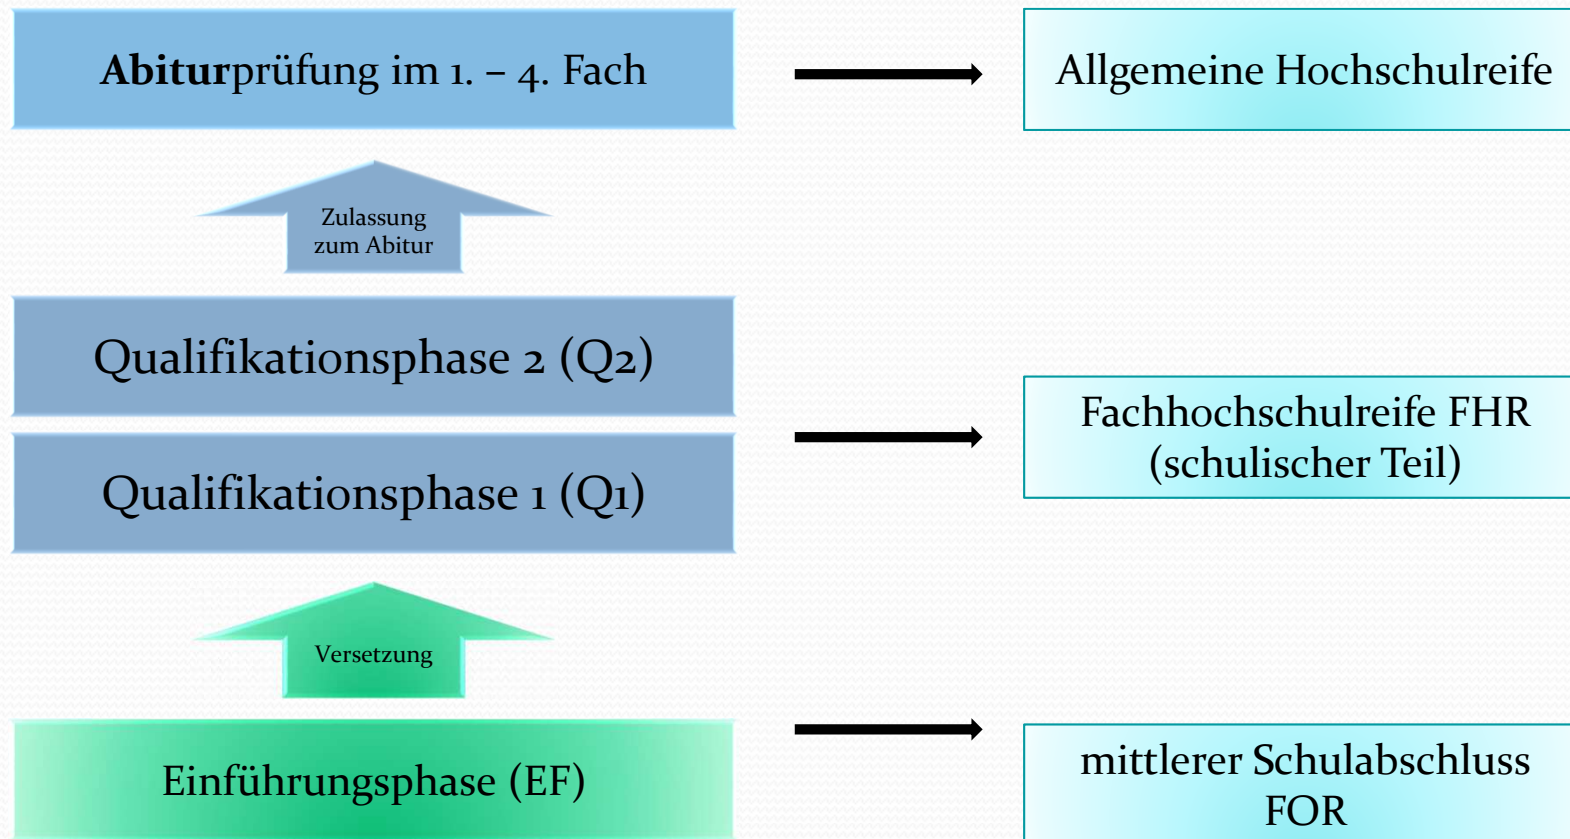 Abiturprüfung im 1. – 4. Fach
Allgemeine Hochschulreife
Zulassung
zum Abitur
Qualifikationsphase 2 (Q2)
Qualifikationsphase 1 (Q1)
Fachhochschulreife FHR
(schulischer Teil)
Versetzung
Einführungsphase (EF)
mittlerer Schulabschluss
FOR